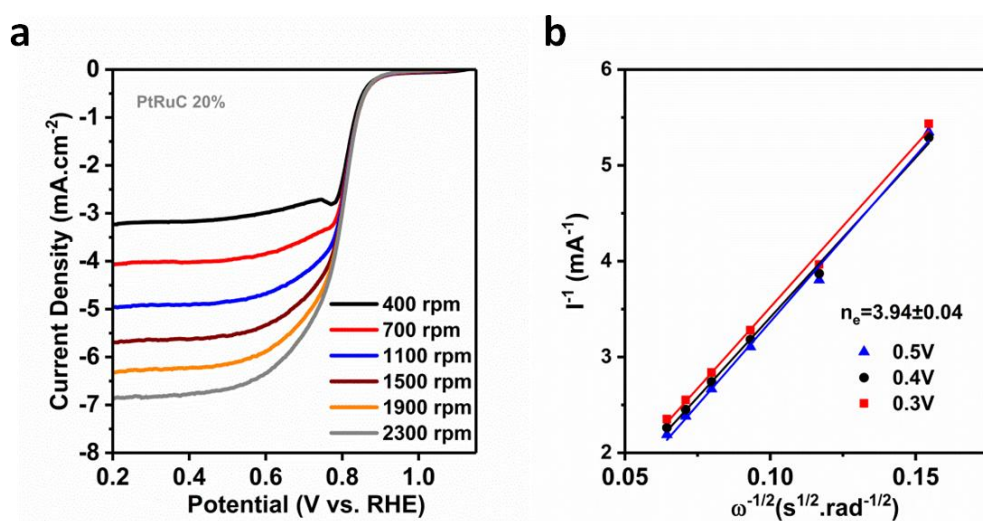 a
PtRuC 20%
0
-1
-2
-3
-4
-5
-6
-7
-8
0.2 0.4 0.6 0.8 1.0
Current Density (mA.cm⁻²)
Potential (V vs. RHE)
400 rpm
700 rpm
1100 rpm
1500 rpm
1900 rpm
2300 rpm
b
6
5
4
3
2
0.05 0.10 0.15
I⁻¹ (mA⁻¹)
ω⁻¹/²(s¹/².rad⁻¹/²)
nₑ=3.94±0.04
0.5V
0.4V
0.3V